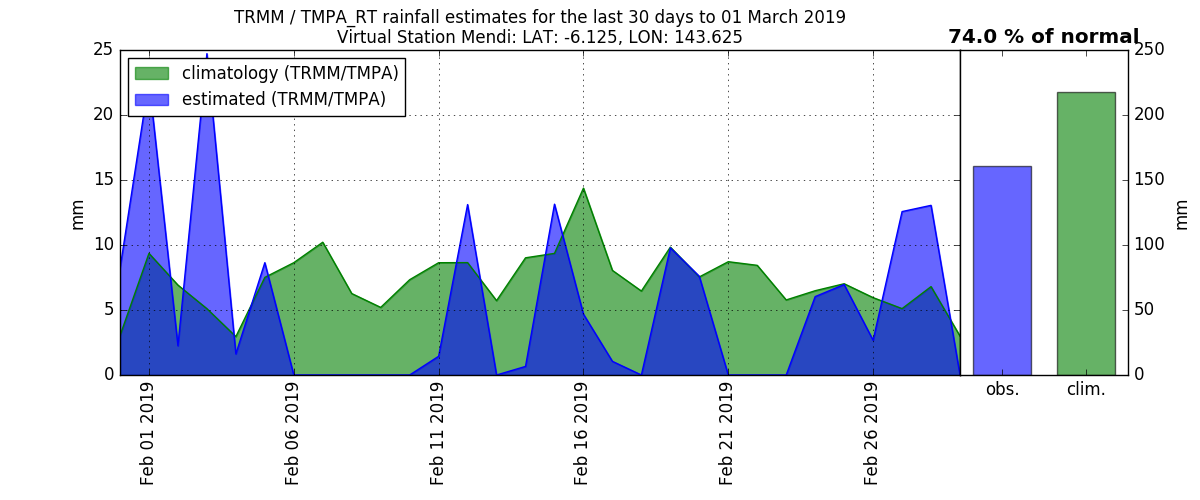 TRMM / TMPA_RT rainfall estimates for the last 30 days to 01 March 2019
Virtual Station Mendi: LAT: -6.125, LON: 143.625
74.0 % of normal
climatology (TRMM/TMPA)
estimated (TRMM/TMPA)
25
20
15
10
5
0
mm
Feb 01 2019
Feb 06 2019
Feb 11 2019
Feb 16 2019
Feb 21 2019
Feb 26 2019
obs.
clim.
250
200
150
100
50
0
mm